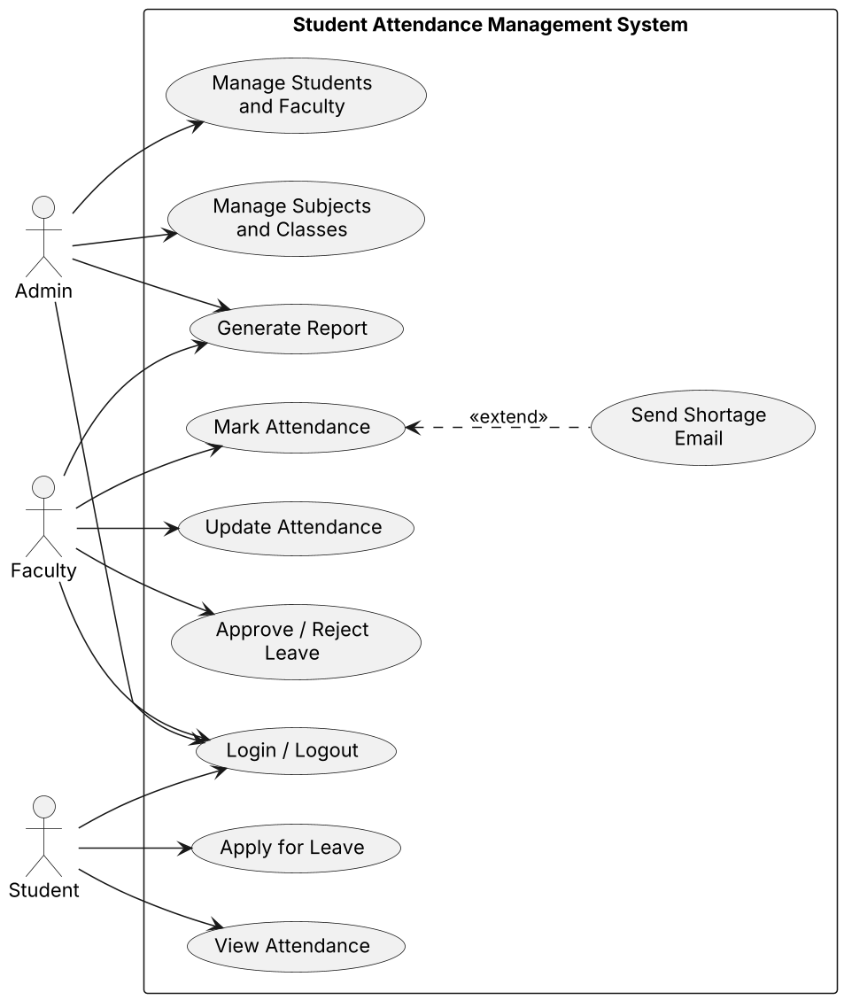 Student Attendance Management System
Manage Students
and Faculty
Manage Subjects
and Classes
Admin
Generate Report
Mark Attendance
«extend»
Send Shortage
Email
Update Attendance
Faculty
Approve / Reject
Leave
Login / Logout
Apply for Leave
Student
View Attendance